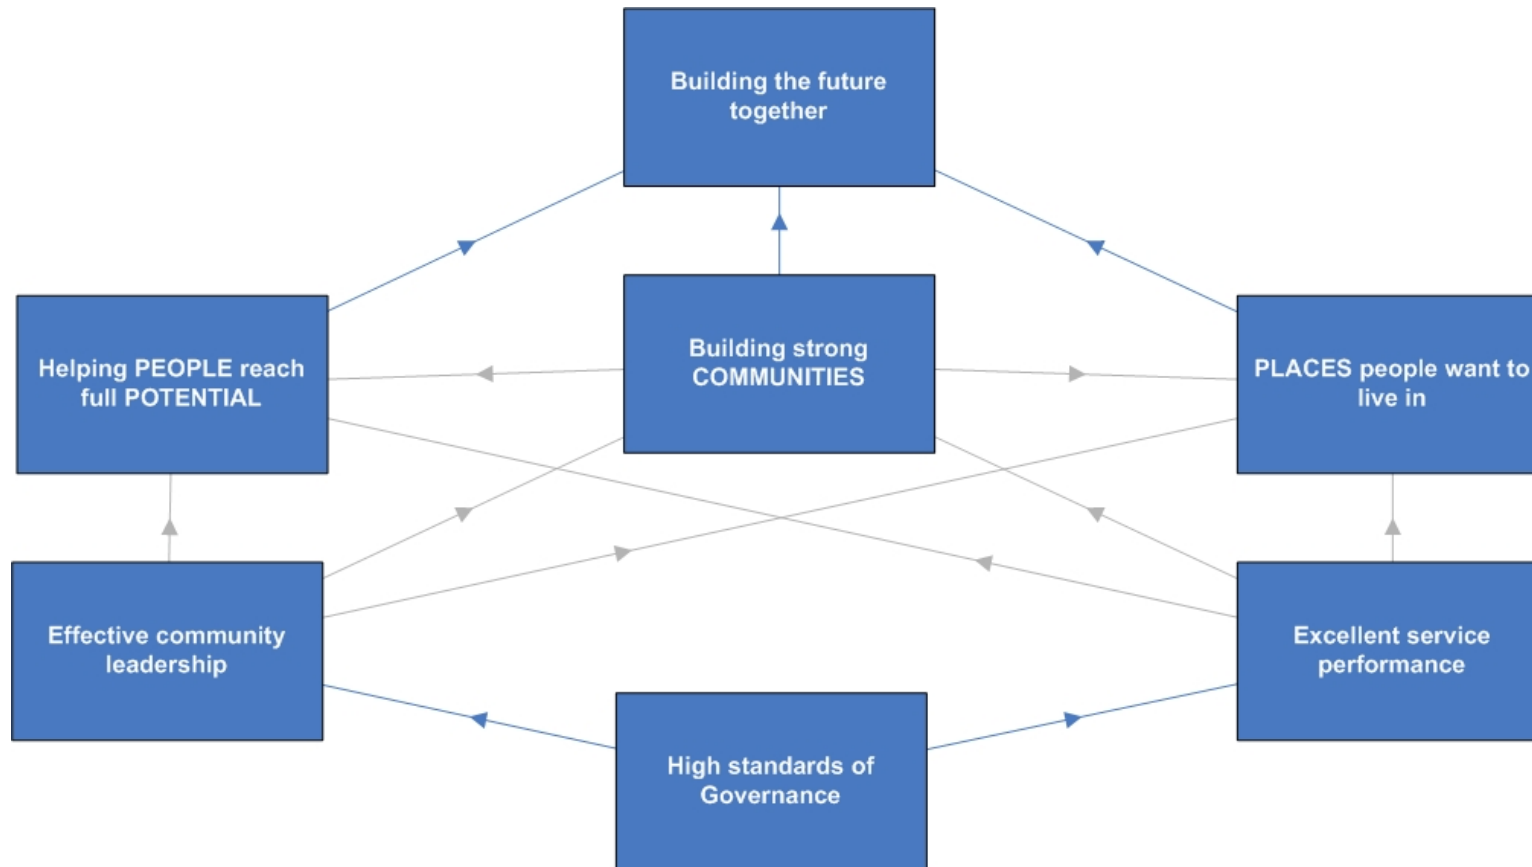 Building the future
together
Building strong
COMMUNITIES
Helping PEOPLE reach
full POTENTIAL
PLACES people want to
live in
Effective community
leadership
Excellent service
performance
High standards of
Governance